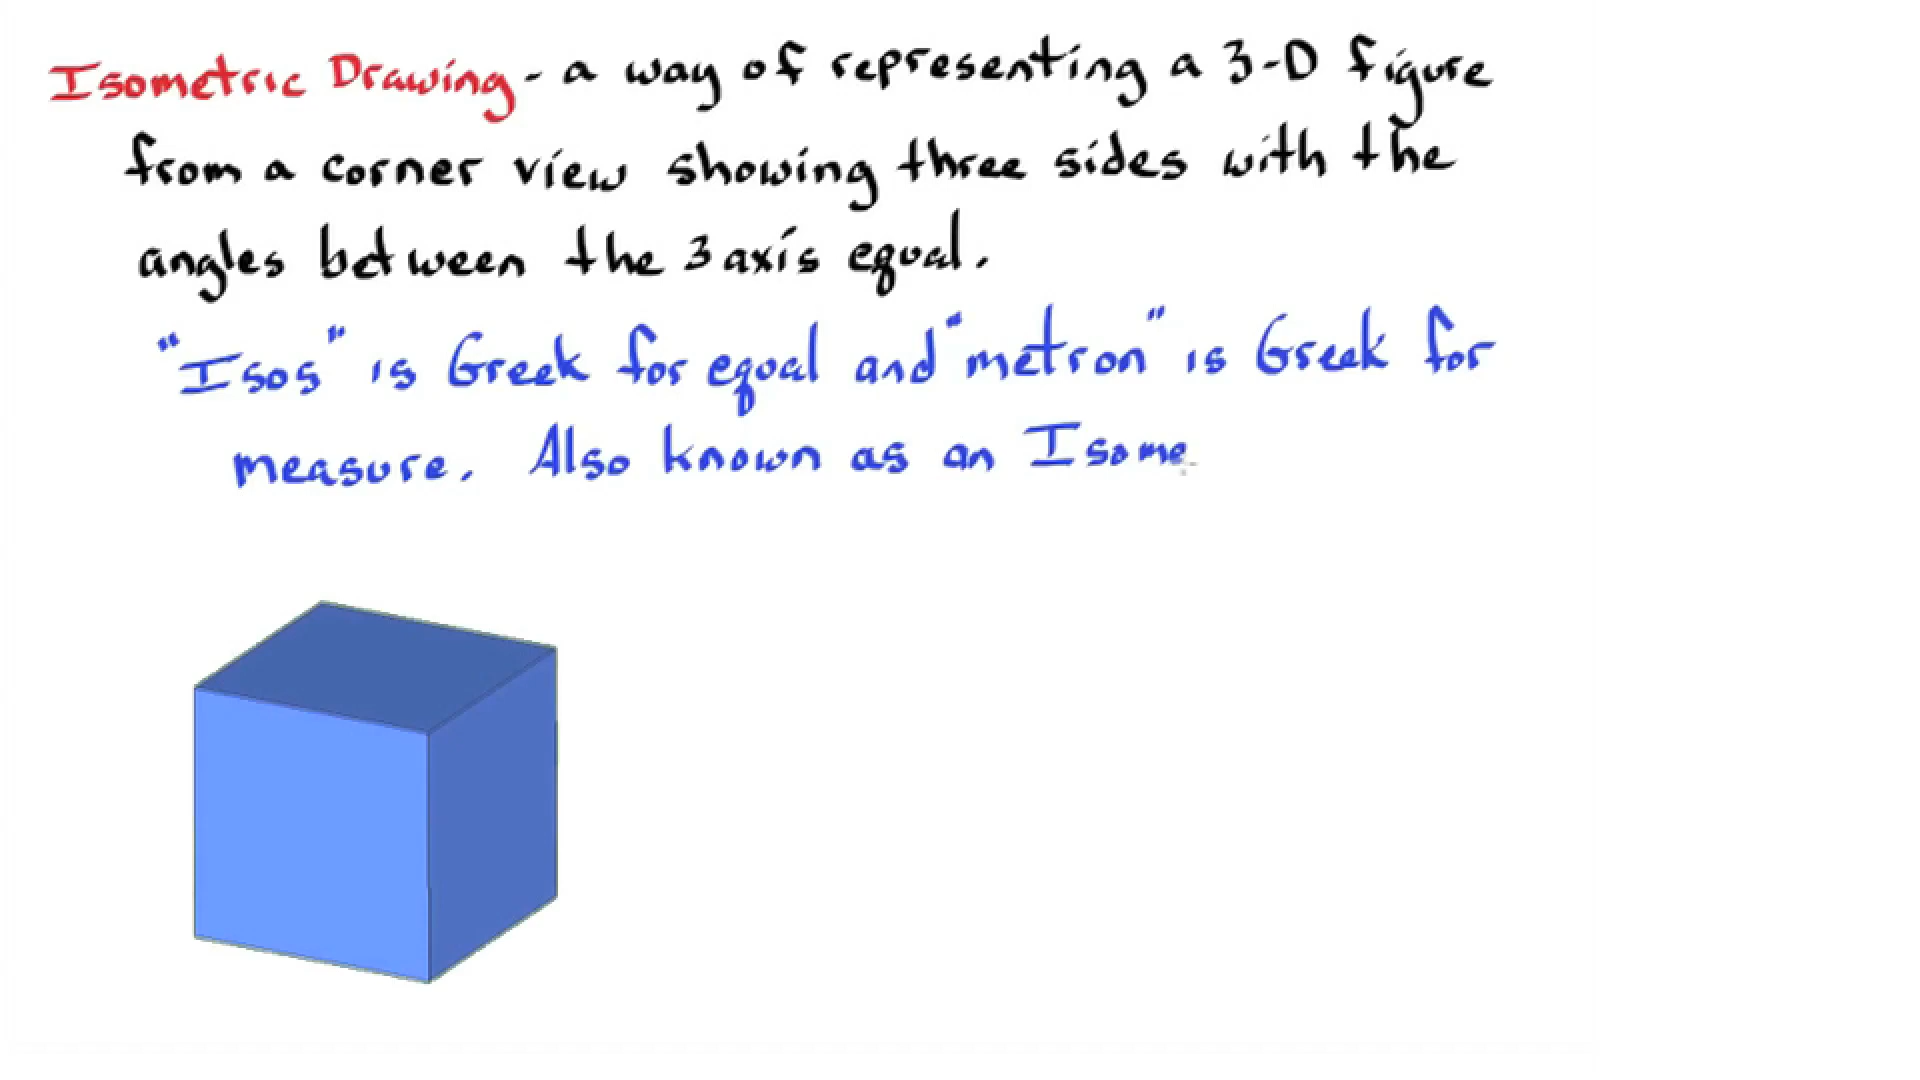 Isometric Drawing - a way of representing a 3-D figure
from a corner view showing three sides with the
angles between the 3 axis equal.
"Isos" is Greek for equal and "metron" is Greek for
measure. Also known as an Isome